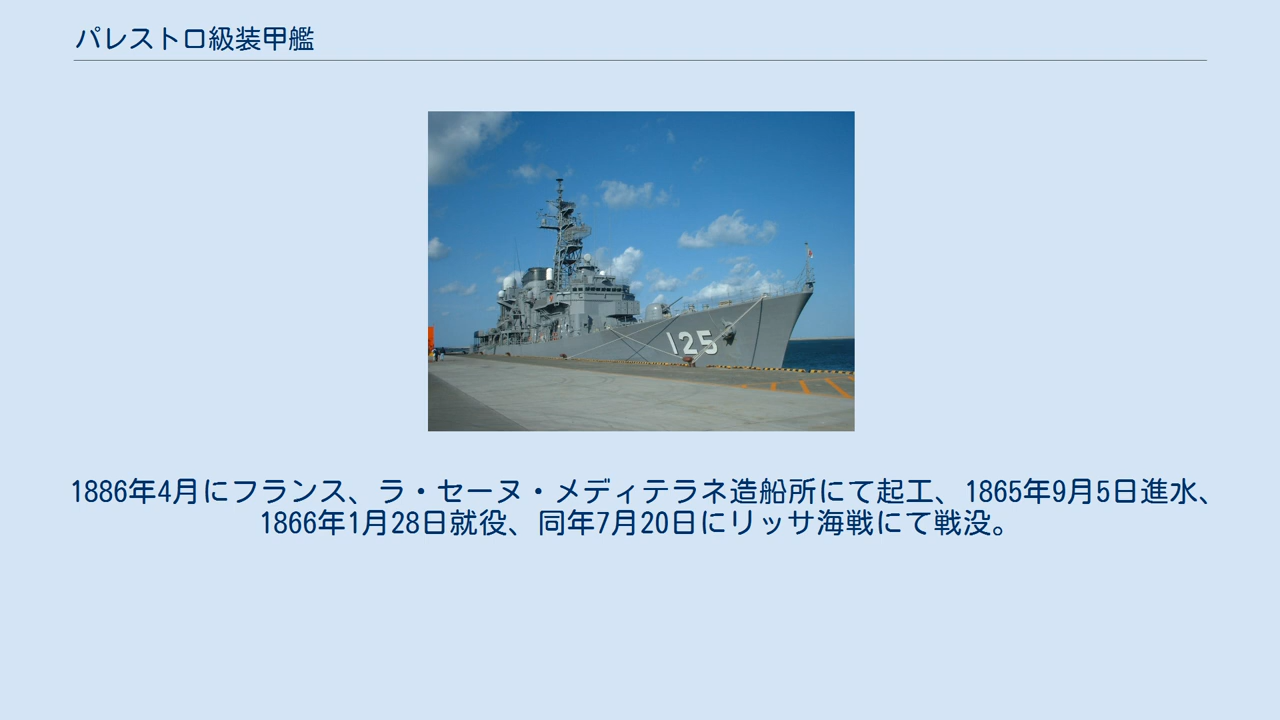 パレストロ級装甲艦
125
1886年4月にフランス、ラ・セーヌ・メディテラネ造船所にて起工、1865年9月5日進水、
1866年1月28日就役、同年7月20日にリッサ海戦にて戦没。